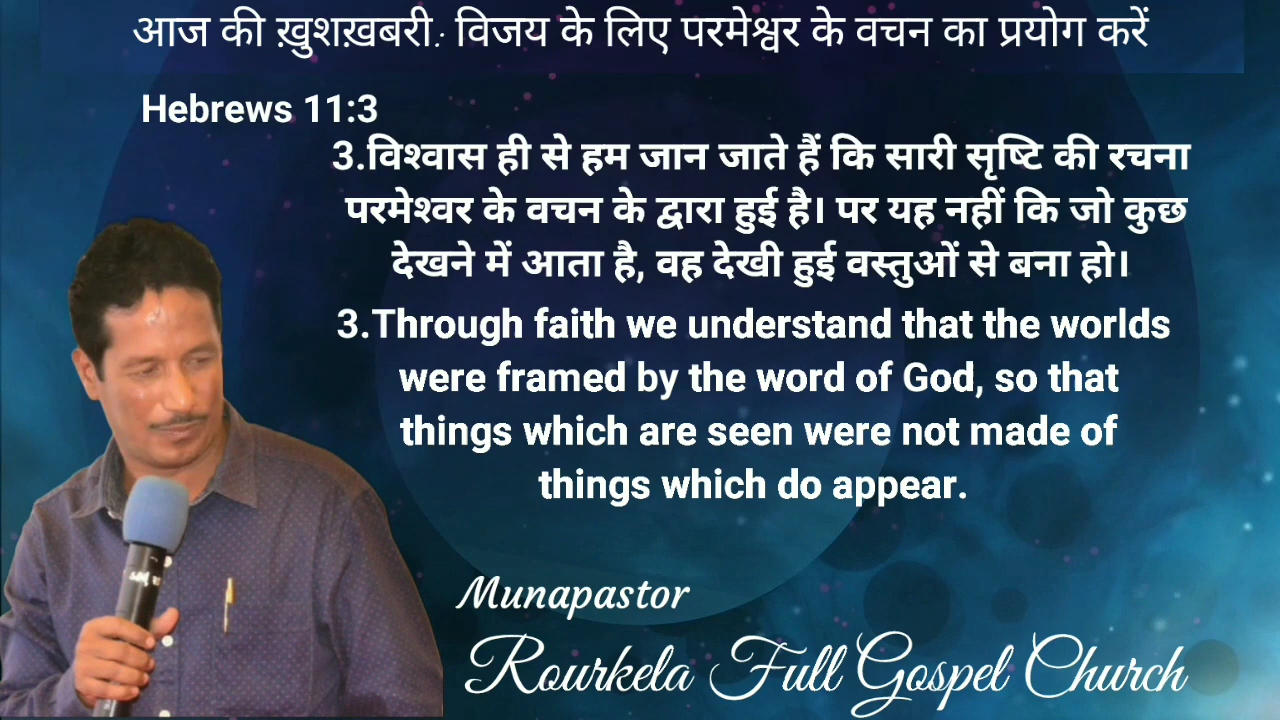 आज की ख़ुशख़बरी: विजय के लिए परमेश्वर के वचन का प्रयोग करें
Hebrews 11:3
3.विश्वास ही से हम जान जाते हैं कि सारी सृष्टि की रचना
परमेश्वर के वचन के द्वारा हुई है। पर यह नहीं कि जो कुछ
देखने में आता है, वह देखी हुई वस्तुओं से बना हो।
3.Through faith we understand that the worlds
were framed by the word of God, so that
things which are seen were not made of
things which do appear.
Munapastor
Rourkela Full Gospel Church